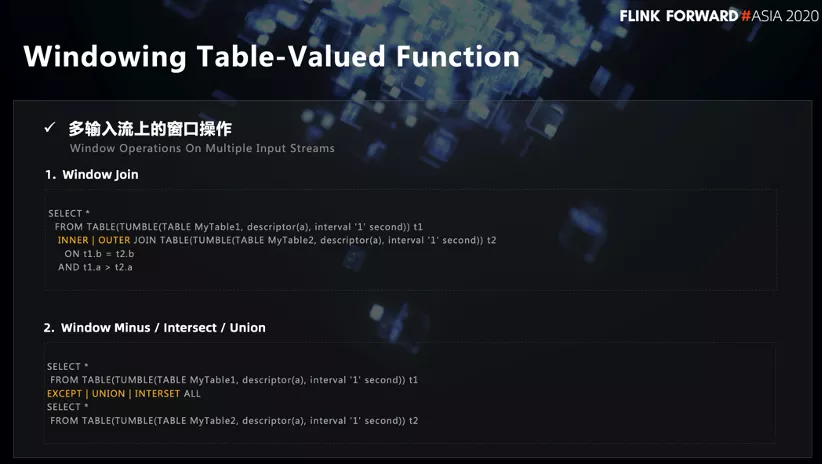 FLINK FORWARD #ASIA 2020
Windowing Table-Valued Function
✓ 多输入流上的窗口操作
Window Operations On Multiple Input Streams
1. Window Join
SELECT *
FROM TABLE(TUMBLE(TABLE MyTable1, descriptor(a), interval '1' second)) t1
INNER | OUTER JOIN TABLE(TUMBLE(TABLE MyTable2, descriptor(a), interval '1' second)) t2
ON t1.b = t2.b
AND t1.a > t2.a
2. Window Minus / Intersect / Union
SELECT *
FROM TABLE(TUMBLE(TABLE MyTable1, descriptor(a), interval '1' second)) t1
EXCEPT | UNION | INTERSET ALL
SELECT *
FROM TABLE(TUMBLE(TABLE MyTable2, descriptor(a), interval '1' second)) t2